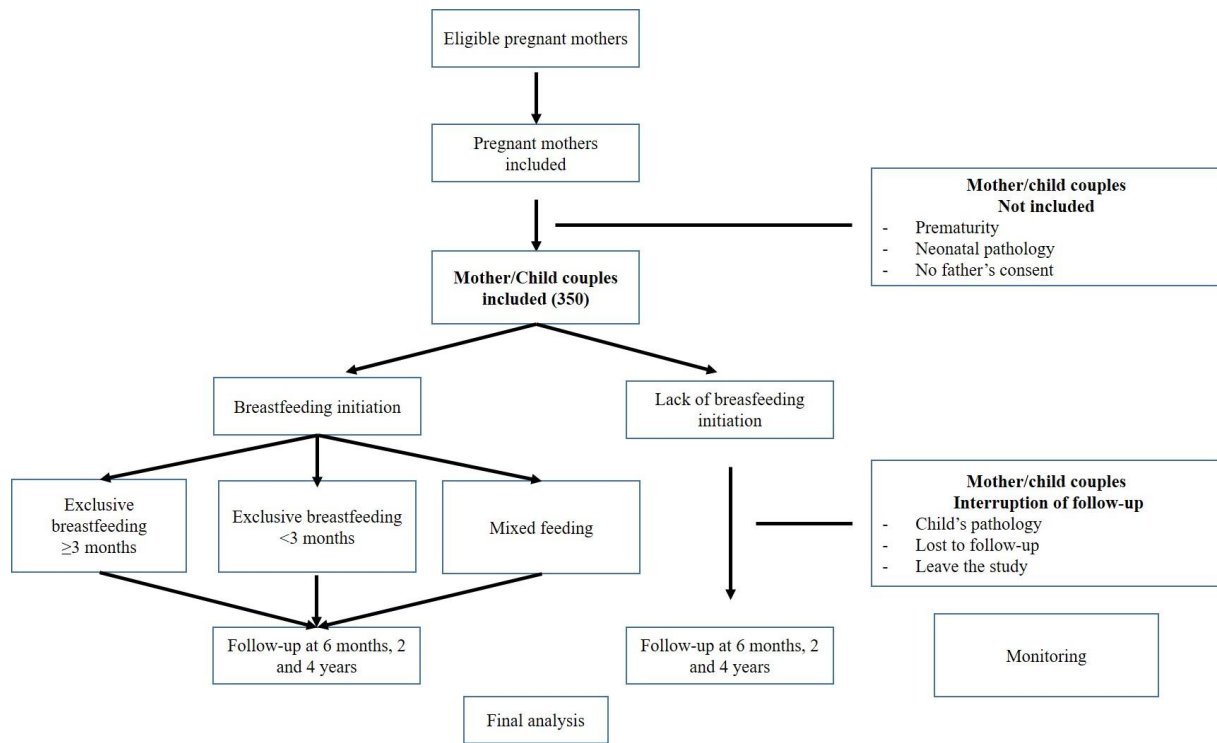 Eligible pregnant mothers
Pregnant mothers
included
Mother/child couples
Not included
- Prematurity
- Neonatal pathology
- No father's consent
Mother/Child couples
included (350)
Breastfeeding initiation
Lack of breasfeeding
initiation
Exclusive
breastfeeding
≥3 months
Exclusive breastfeeding
<3 months
Mixed feeding
Mother/child couples
Interruption of follow-up
- Child's pathology
- Lost to follow-up
- Leave the study
Follow-up at 6 months, 2
and 4 years
Follow-up at 6 months, 2
and 4 years
Monitoring
Final analysis